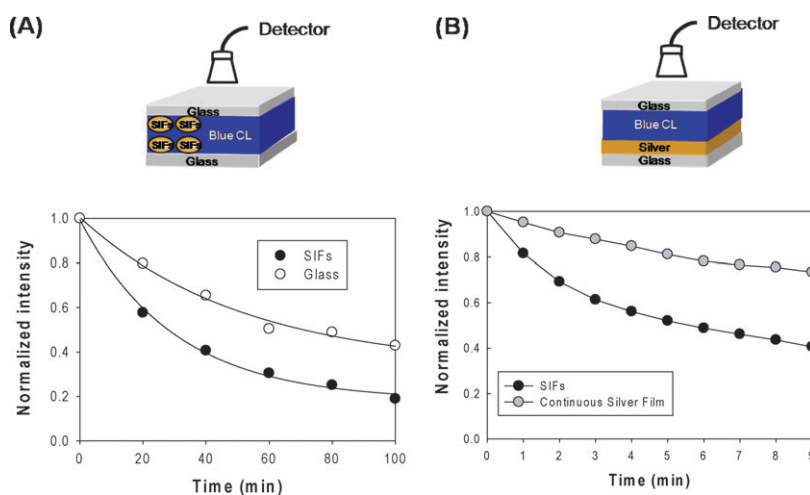 (A)
Detector
Glass
SIFs SIFs
Blue CL
SIFs SIFs
Glass
1.0
0.8
0.6
0.4
0.2
0.0
Normalized intensity
SIFs
Glass
0 20 40 60 80 100
Time (min)
(B)
Detector
Glass
Blue CL
Silver
Glass
1.0
0.8
0.6
0.4
0.2
0.0
Normalized intensity
SIFs
Continuous Silver Film
0 1 2 3 4 5 6 7 8 9
Time (min)